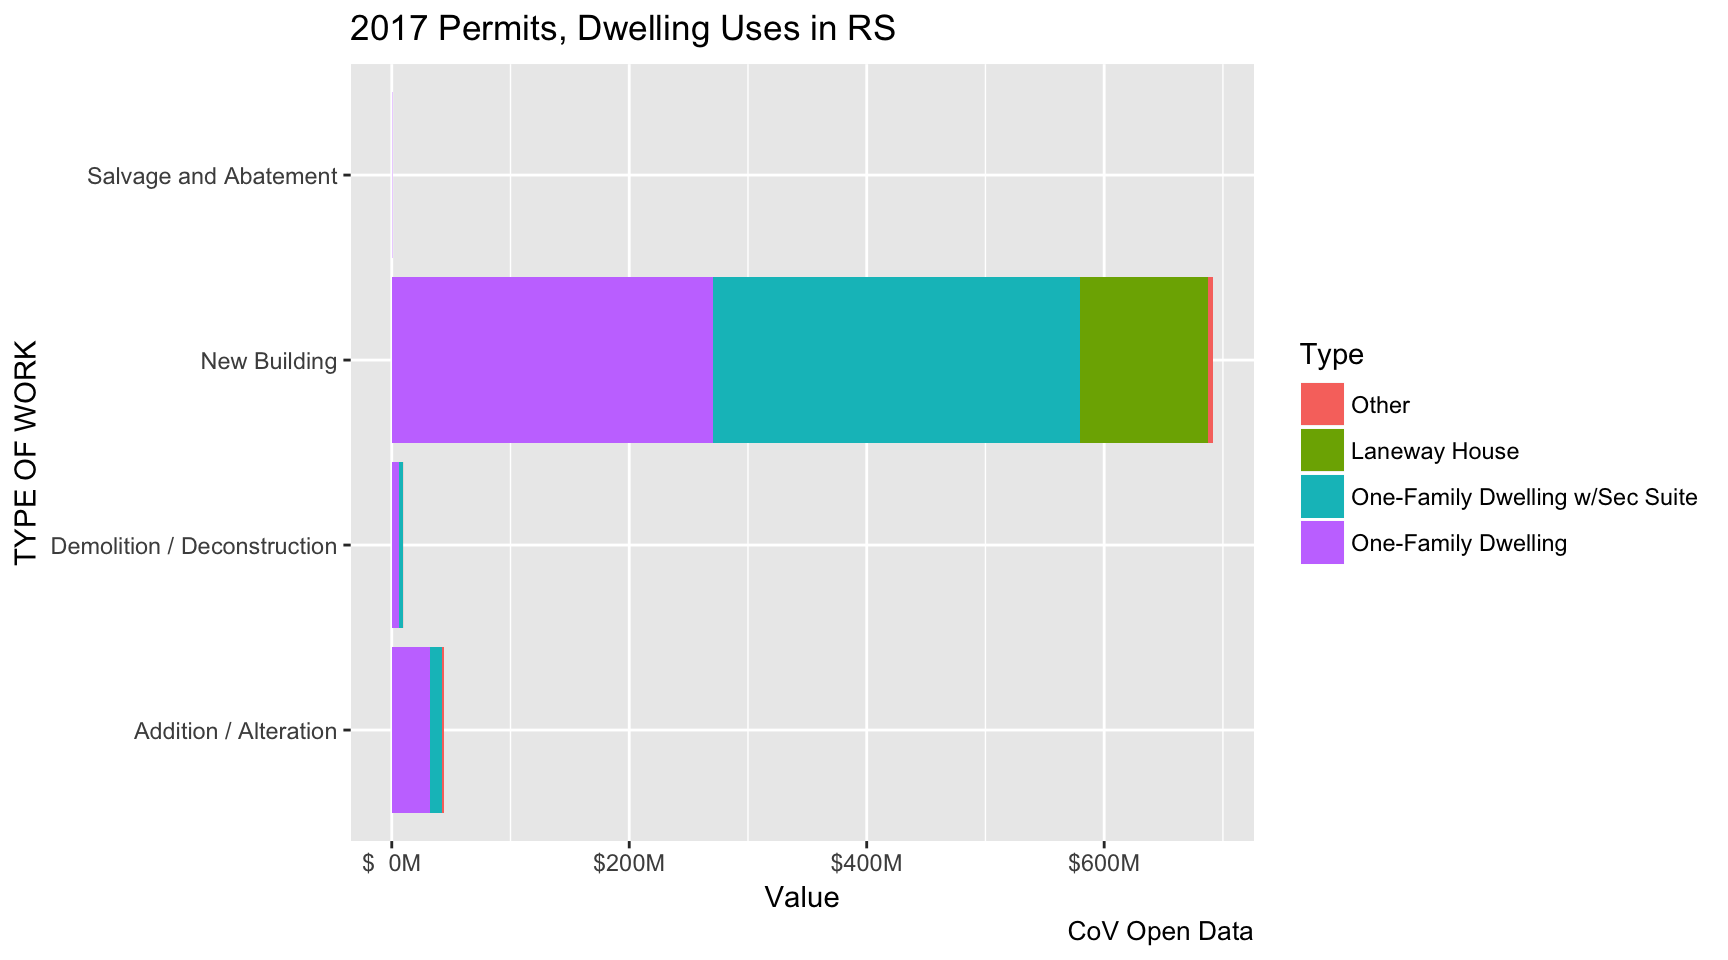 2017 Permits, Dwelling Uses in RS
TYPE OF WORK
Salvage and Abatement
New Building
Demolition / Deconstruction
Addition / Alteration
$  0M
$200M
$400M
$600M
Value
CoV Open Data
Type
Other
Laneway House
One-Family Dwelling w/Sec Suite
One-Family Dwelling